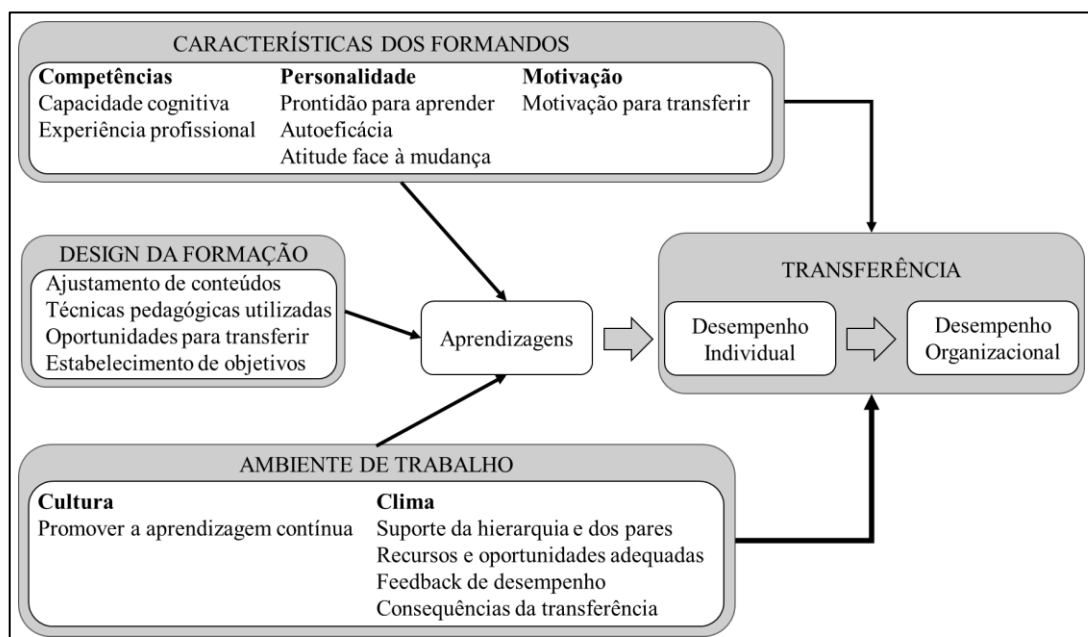 CARACTERÍSTICAS DOS FORMANDOS
Competências
Capacidade cognitiva
Experiência profissional
Personalidade
Prontidão para aprender
Autoeficácia
Atitude face à mudança
Motivação
Motivação para transferir
DESIGN DA FORMAÇÃO
Ajustamento de conteúdos
Técnicas pedagógicas utilizadas
Oportunidades para transferir
Estabelecimento de objetivos
Aprendizagens
TRANSFERÊNCIA
Desempenho
Individual
Desempenho
Organizacional
AMBIENTE DE TRABALHO
Cultura
Promover a aprendizagem contínua
Clima
Suporte da hierarquia e dos pares
Recursos e oportunidades adequadas
Feedback de desempenho
Consequências da transferência